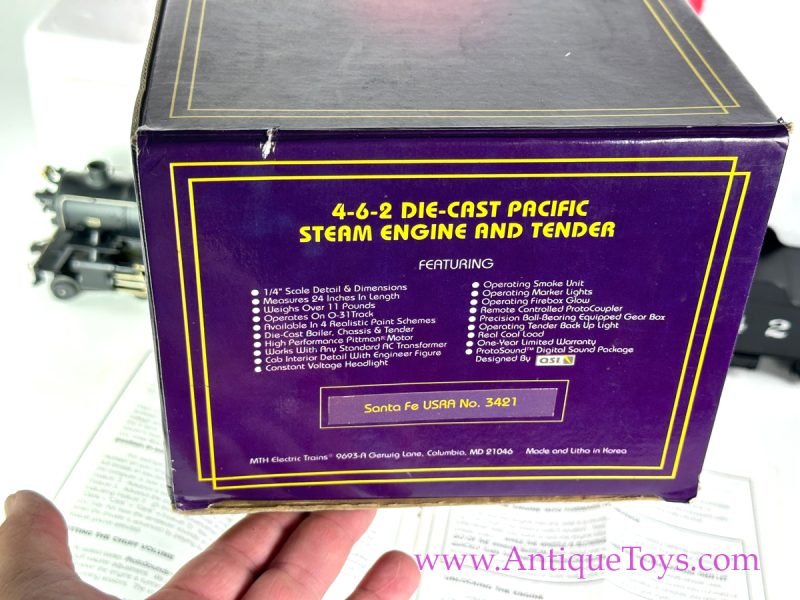 4-6-2 DIE-CAST PACIFIC
STEAM ENGINE AND TENDER
FEATURING
● 1/4" Scale Detail & Dimensions
● Measures 24 Inches In Length
● Weighs Over 11 Pounds
● Operates On O-31Track
● Available In 4 Realistic Paint Schemes
● Die-Cast Boiler, Chassis & Tender
● High Performance Pittman® Motor
● Works With Any Standard AC Transformer
● Cab Interior Detail With Engineer Figure
● Constant Voltage Headlight
● Operating Smoke Unit
● Operating Marker Lights
● Operating Firebox Glow
● Remote Controlled ProtoCoupler
● Precision Ball-Bearing Equipped Gear Box
● Operating Tender Back Up Light
● Real Coal Load
● One-Year Limited Warranty
● ProtoSound™ Digital Sound Package
Designed By QSI
Santa Fe USRA No. 3421
MTH Electric Trains® 9693-A Gerwig Lane, Columbia, MD 21046 Made and Litho in Korea
2
www.AntiqueToys.com